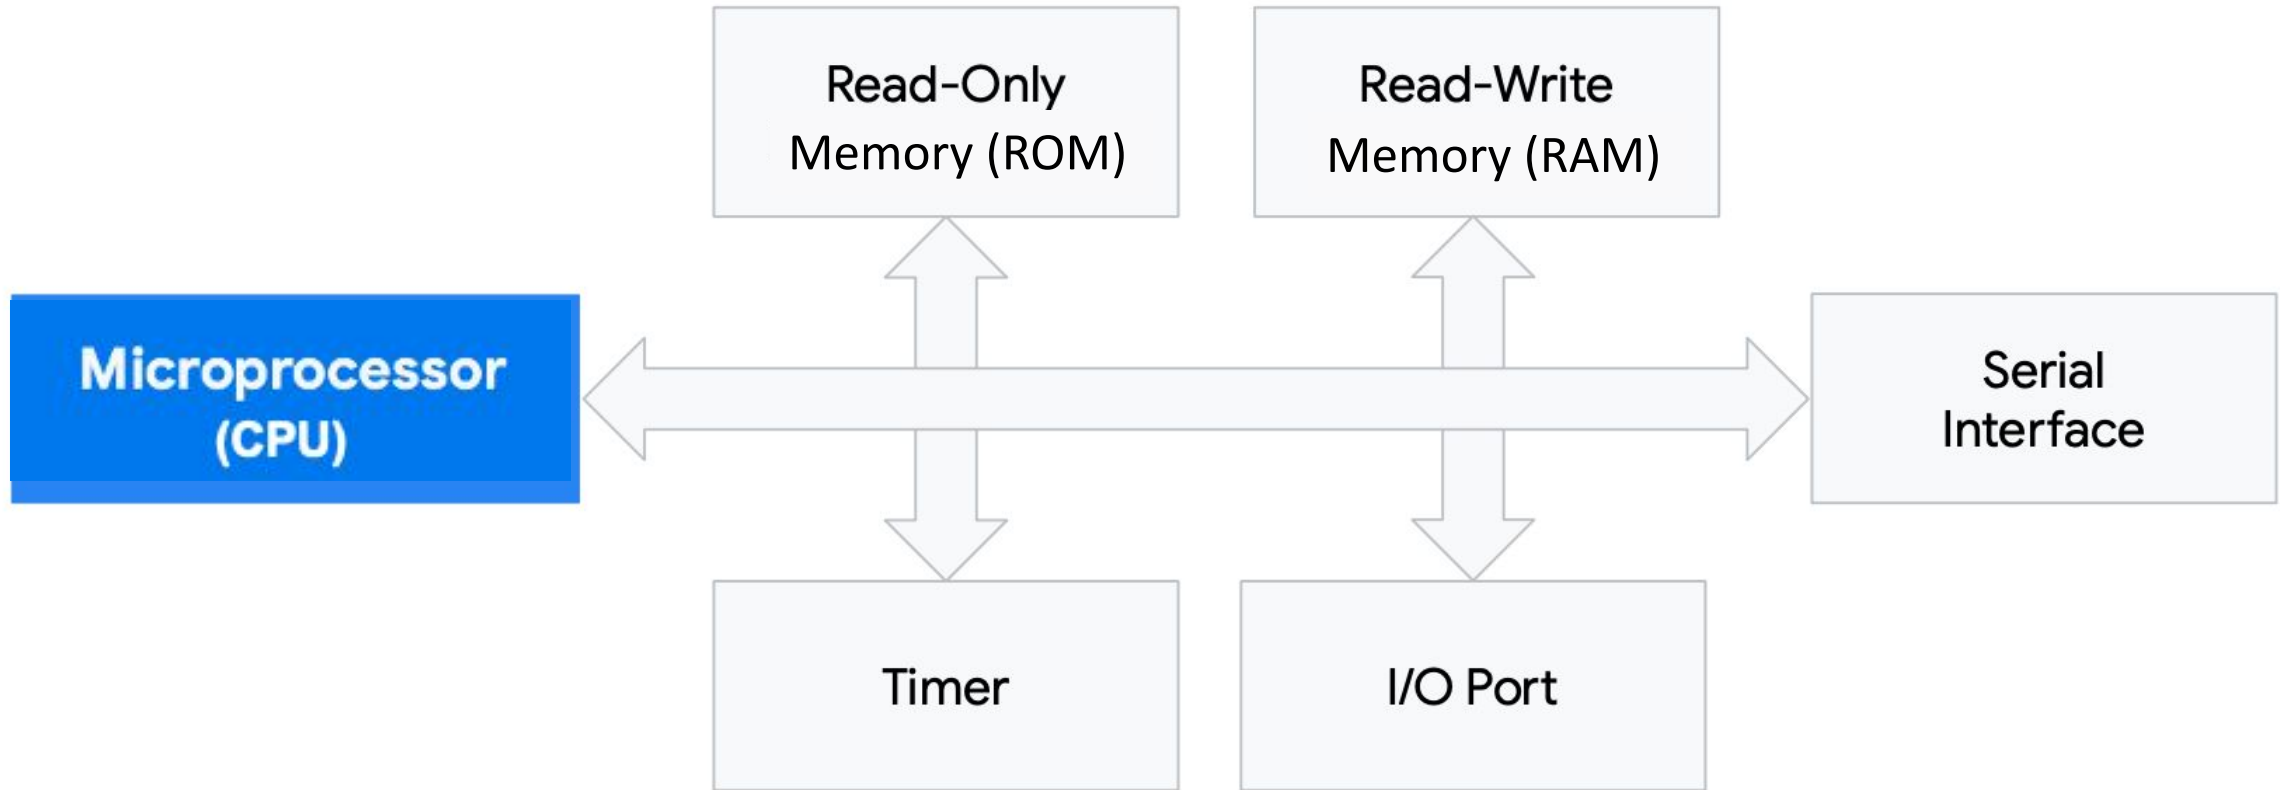 Read-Only
Memory (ROM)
Read-Write
Memory (RAM)
Microprocessor
(CPU)
Serial
Interface
Timer
I/O Port